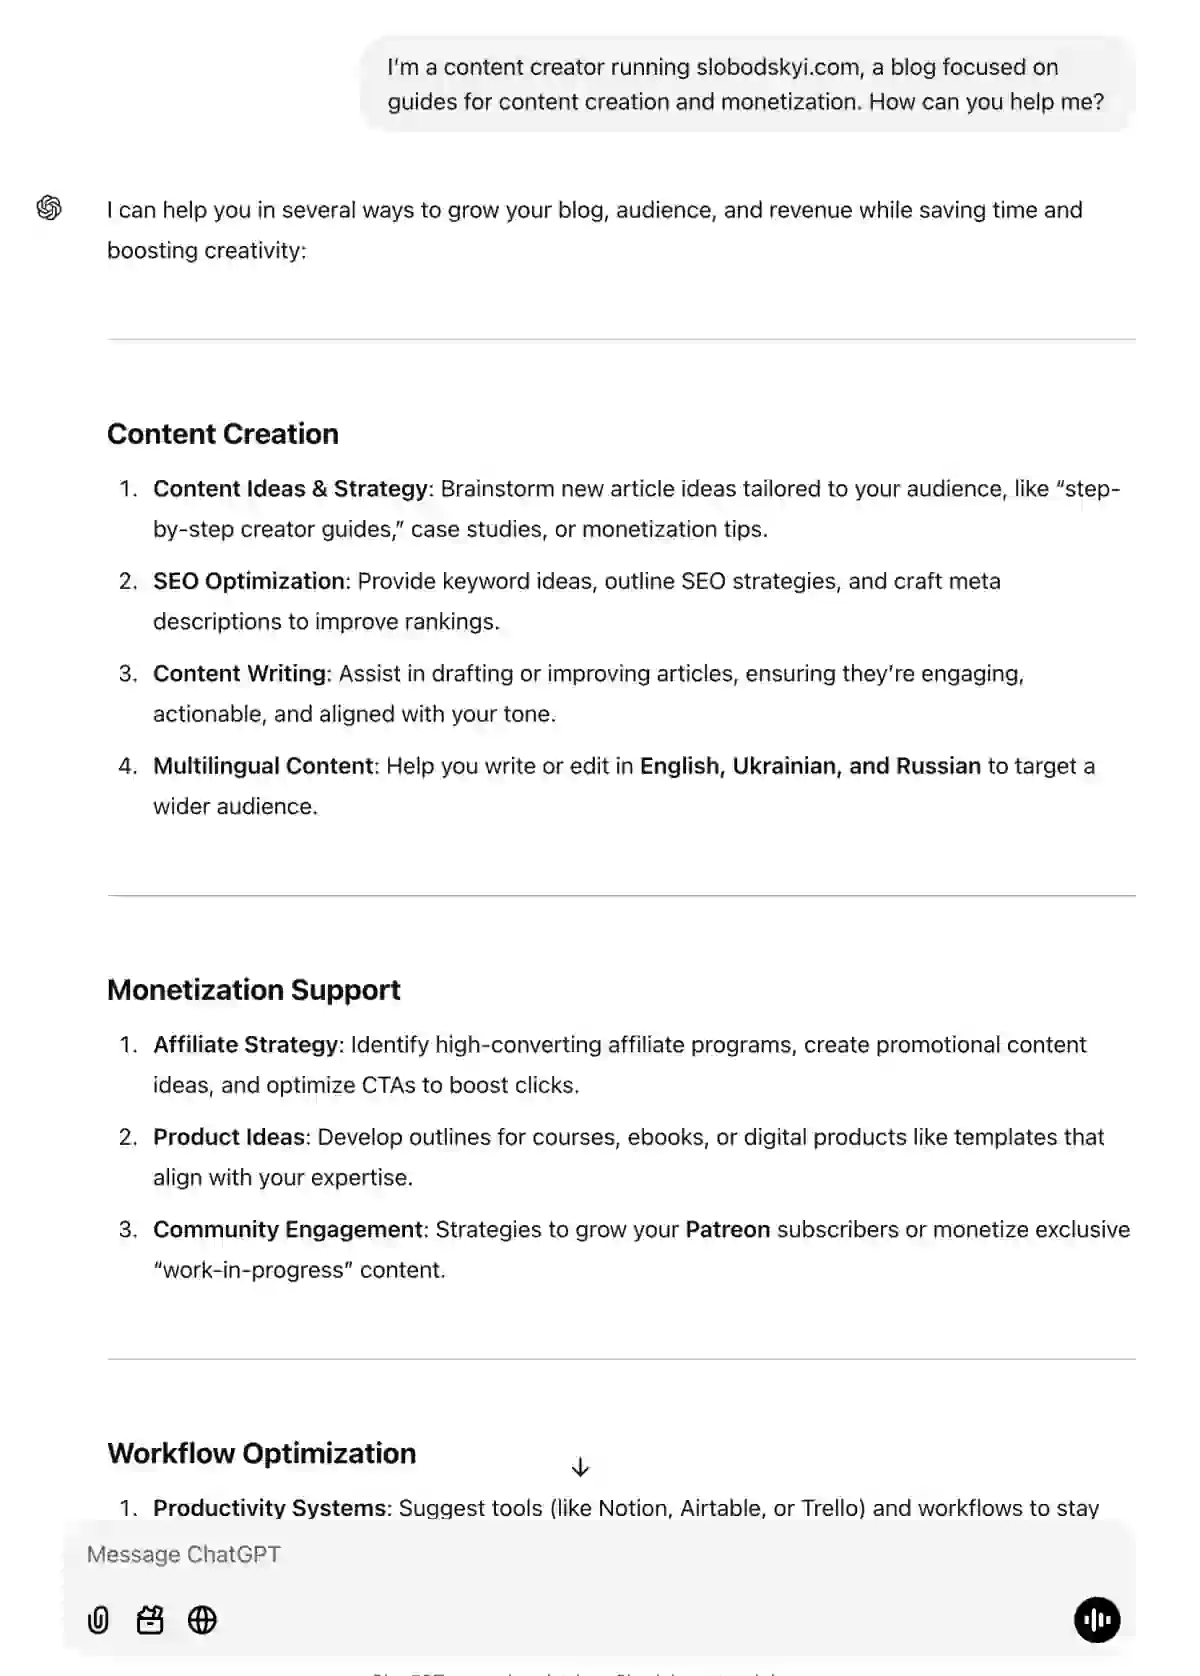 I'm a content creator running slobodskyi.com, a blog focused on
guides for content creation and monetization. How can you help me?
I can help you in several ways to grow your blog, audience, and revenue while saving time and
boosting creativity:
Content Creation
1. Content Ideas & Strategy: Brainstorm new article ideas tailored to your audience, like “step-
by-step creator guides,” case studies, or monetization tips.
2. SEO Optimization: Provide keyword ideas, outline SEO strategies, and craft meta
descriptions to improve rankings.
3. Content Writing: Assist in drafting or improving articles, ensuring they’re engaging,
actionable, and aligned with your tone.
4. Multilingual Content: Help you write or edit in English, Ukrainian, and Russian to target a
wider audience.
Monetization Support
1. Affiliate Strategy: Identify high-converting affiliate programs, create promotional content
ideas, and optimize CTAs to boost clicks.
2. Product Ideas: Develop outlines for courses, ebooks, or digital products like templates that
align with your expertise.
3. Community Engagement: Strategies to grow your Patreon subscribers or monetize exclusive
“work-in-progress” content.
Workflow Optimization
1. Productivity Systems: Suggest tools (like Notion, Airtable, or Trello) and workflows to stay
Message ChatGPT